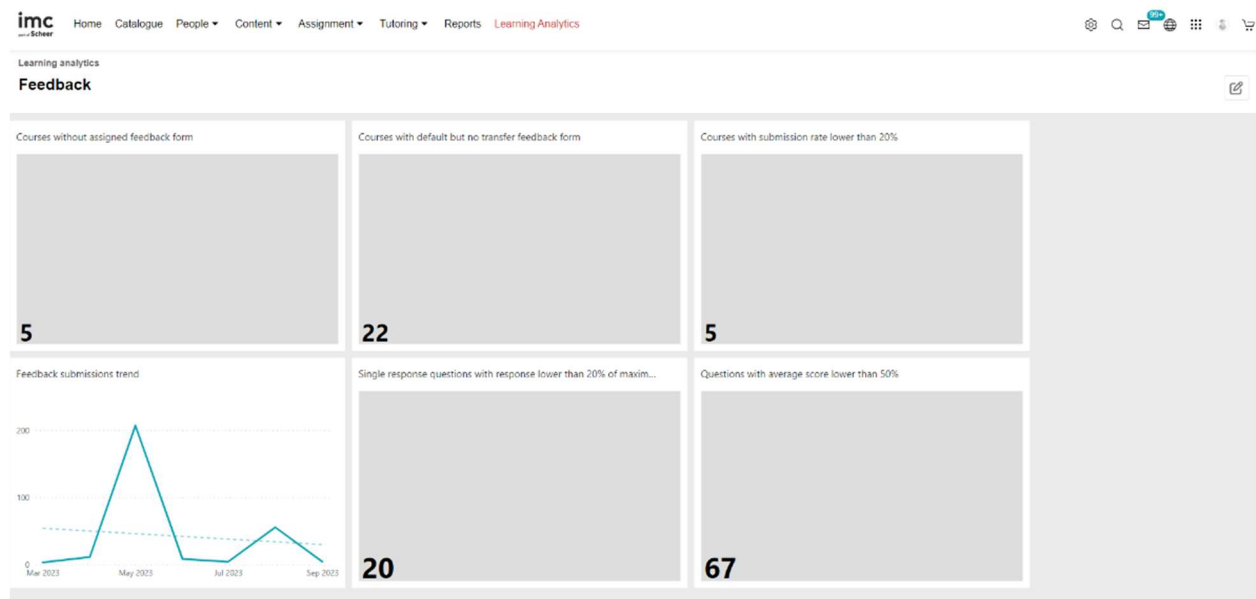 imc
part of Scheer
Home Catalogue People Content Assignment Tutoring Reports Learning Analytics
99+
Learning analytics
Feedback
Courses without assigned feedback form
Courses with default but no transfer feedback form
Courses with submission rate lower than 20%
5
22
5
Feedback submissions trend
Single response questions with response lower than 20% of maxim...
Questions with average score lower than 50%
200
100
0
Mar 2023 May 2023 Jul 2023 Sep 2023
20
67